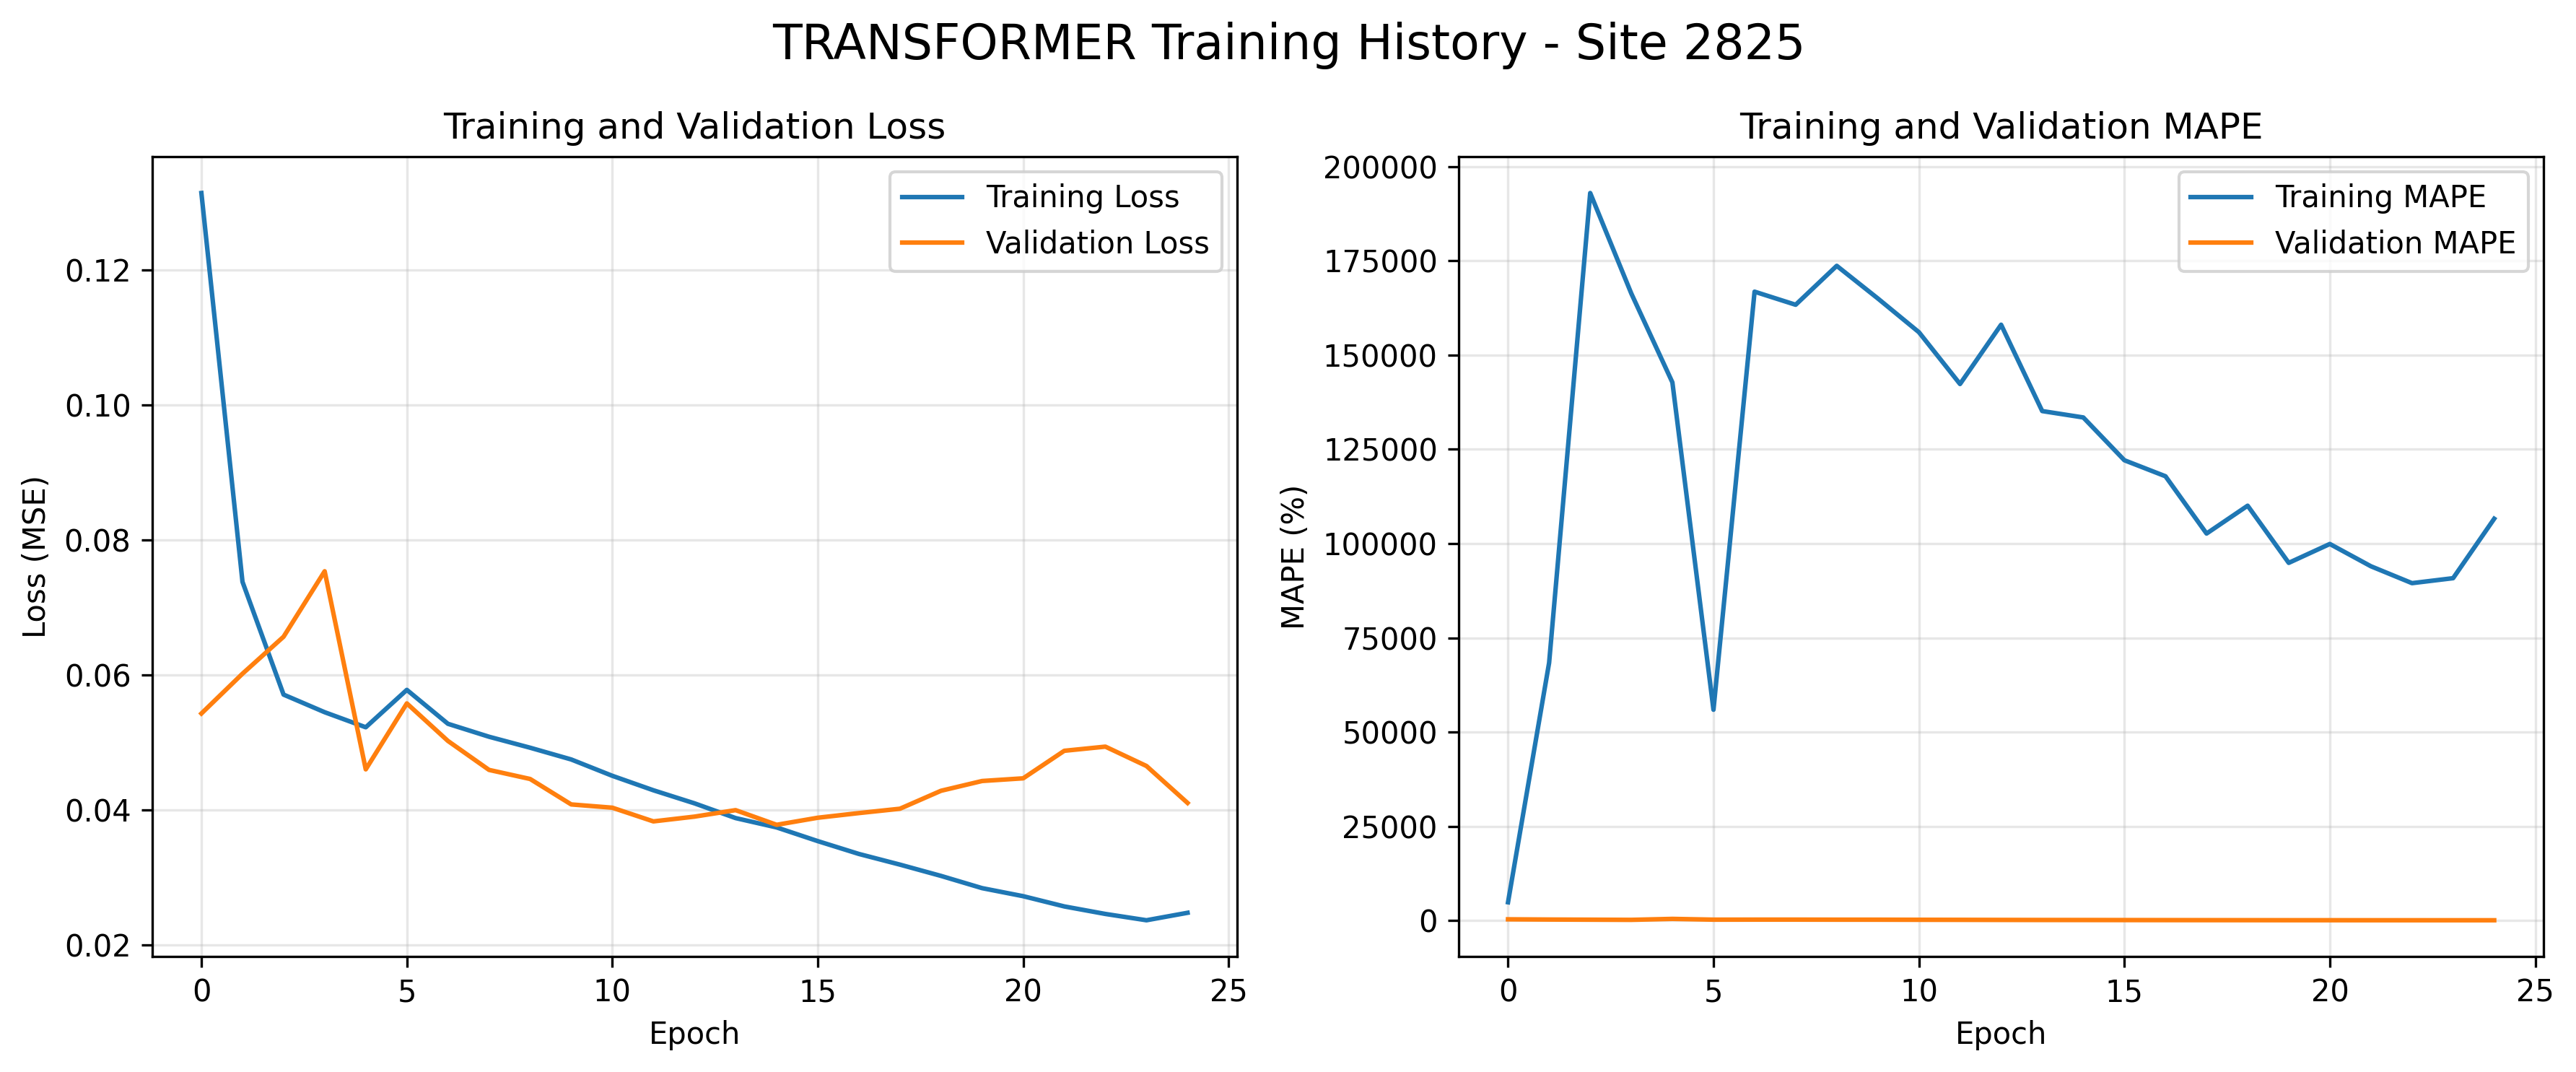 TRANSFORMER Training History - Site 2825
Training and Validation Loss
Training Loss
Validation Loss
0.12
0.10
0.08
0.06
0.04
0.02
Loss (MSE)
0 5 10 15 20 25
Epoch
Training and Validation MAPE
Training MAPE
Validation MAPE
200000
175000
150000
125000
100000
75000
50000
25000
0
MAPE (%)
0 5 10 15 20 25
Epoch